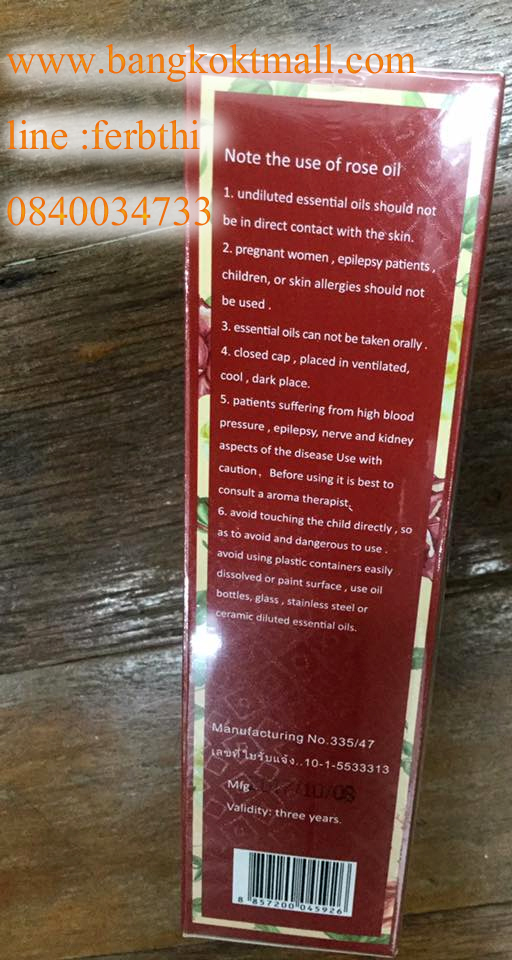 www.bangkoktmall.com
line :ferbthi
0840033473​3
Note the use of rose oil
1. undiluted essential oils should not
be in direct contact with the skin.
2. pregnant women , epilepsy patients ,
children, or skin allergies should not
be used .
3. essential oils can not be taken orally .
4. closed cap , placed in ventilated,
cool , dark place.
5. patients suffering from high blood
pressure , epilepsy, nerve and kidney
aspects of the disease Use with
caution、 Before using it is best to
consult a aroma therapist、
6. avoid touching the child directly , so
as to avoid and dangerous to use .
avoid using plastic containers easily
dissolved or paint surface , use oil
bottles, glass , stainless steel or
ceramic diluted essential oils.
Manufacturing No.335/47
เลขที่ใบรับแจ้ง..10-1-5533313
Mfg /10/08
Validity: three years.
8 857200 045926